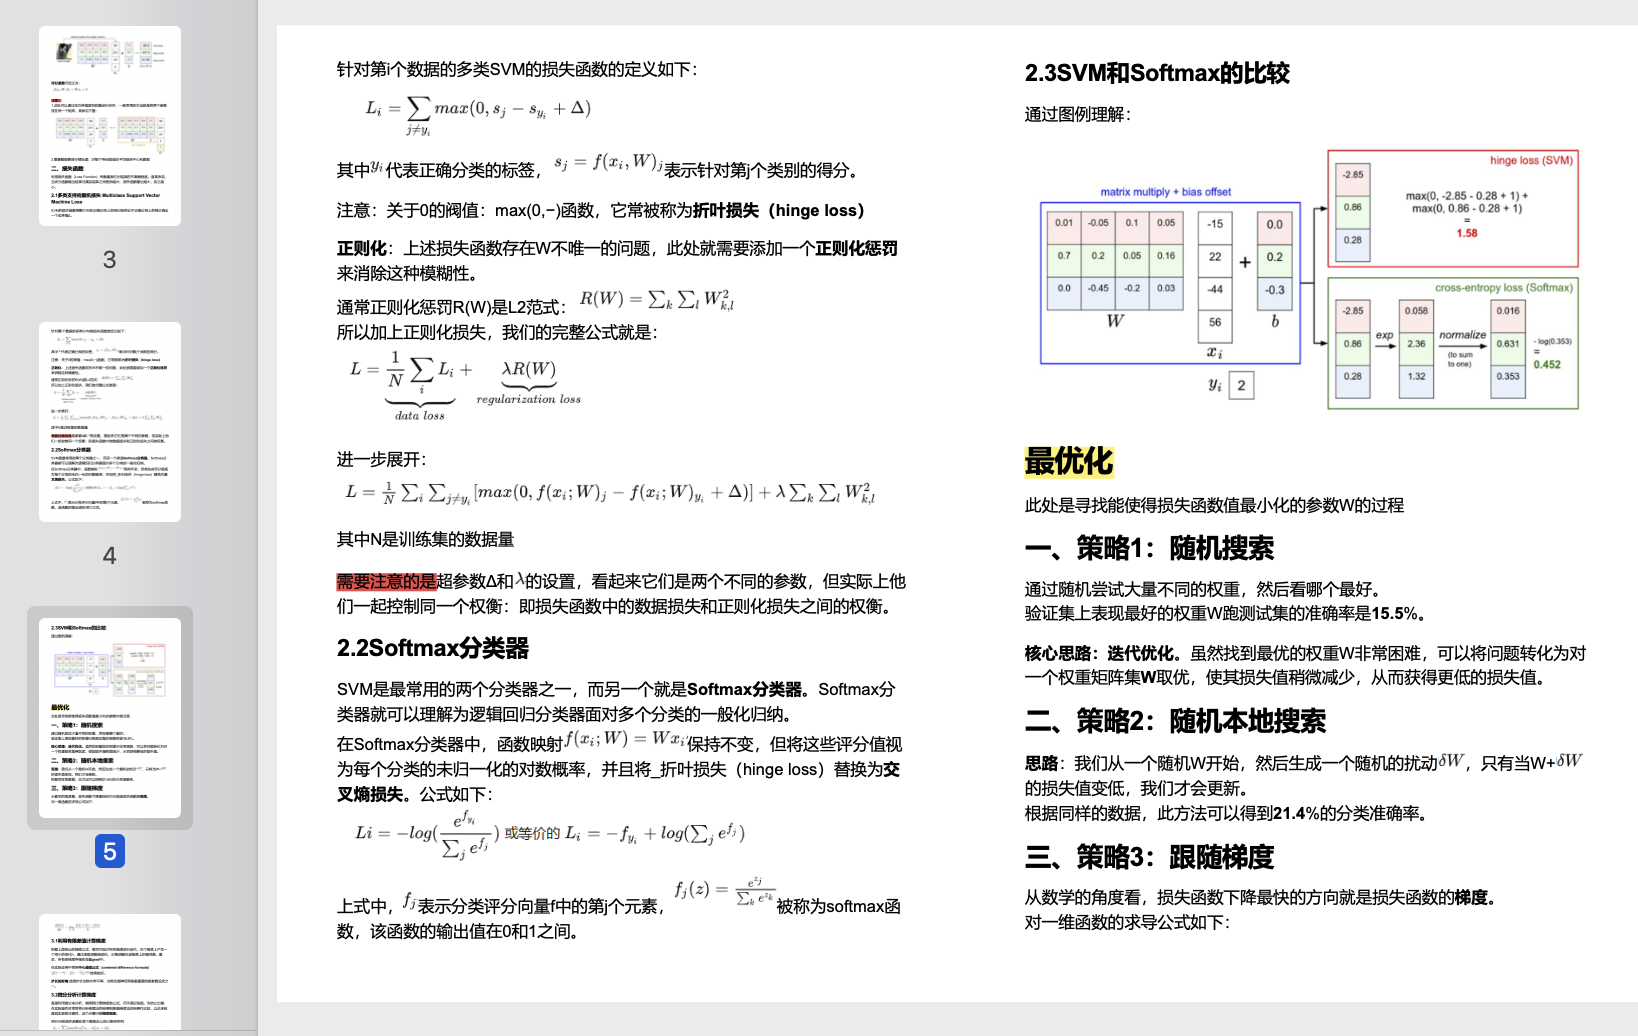 3
4
5
针对第i个数据的多类SVM的损失函数的定义如下：
L_i = ∑_{j≠y_i} max(0, s_j − s_{y_i} + Δ)
其中y_i代表正确分类的标签， s_j = f(x_i, W)_j表示针对第j个类别的得分。
注意：关于0的阀值：max(0,−)函数，它常被称为折叶损失（hinge loss）
正则化：上述损失函数存在W不唯一的问题，此处就需要添加一个正则化惩罚
来消除这种模糊性。
通常正则化惩罚R(W)是L2范式： R(W) = ∑_k ∑_l W²_{k,l}
所以加上正则化损失，我们的完整公式就是：
L = 1/N ∑_i L_i + λR(W)
data loss regularization loss
进一步展开：
L = 1/N ∑_i ∑_{j≠y_i} [max(0, f(x_i; W)_j − f(x_i; W)_{y_i} + Δ)] + λ ∑_k ∑_l W²_{k,l}
其中N是训练集的数据量
需要注意的是超参数Δ和λ的设置，看起来它们是两个不同的参数，但实际上他
们一起控制同一个权衡：即损失函数中的数据损失和正则化损失之间的权衡。
2.2Softmax分类器
SVM是最常用的两个分类器之一，而另一个就是Softmax分类器。Softmax分
类器就可以理解为逻辑回归分类器面对多个分类的一般化归纳。
在Softmax分类器中，函数映射f(x_i; W) = Wx_i保持不变，但将这些评分值视
为每个分类的未归一化的对数概率，并且将_折叶损失（hinge loss）替换为交
叉熵损失。公式如下：
Li = −log(e^{f_{y_i}} / ∑_j e^{f_j}) 或等价的 L_i = −f_{y_i} + log(∑_j e^{f_j})
上式中，f_j表示分类评分向量f中的第j个元素， f_j(z) = e^{z_j} / ∑_k e^{z_k} 被称为softmax函
数，该函数的输出值在0和1之间。
2.3SVM和Softmax的比较
通过图例理解：
matrix multiply + bias offset
0.01 -0.05 0.1 0.05
0.7 0.2 0.05 0.16
0.0 -0.45 -0.2 0.03
W
-15
22
-44
56
x_i
+
0.0
0.2
-0.3
b
y_i 2
hinge loss (SVM)
-2.85
0.86
0.28
max(0, -2.85 - 0.28 + 1) +
max(0, 0.86 - 0.28 + 1)
=
1.58
cross-entropy loss (Softmax)
-2.85
0.86
0.28
exp
0.058
2.36
1.32
normalize
(to sum
to one)
0.016
0.631
0.353
- log(0.353)
=
0.452
最优化
此处是寻找能使得损失函数值最小化的参数W的过程
一、策略1：随机搜索
通过随机尝试大量不同的权重，然后看哪个最好。
验证集上表现最好的权重W跑测试集的准确率是15.5%。
核心思路：迭代优化。虽然找到最优的权重W非常困难，可以将问题转化为对
一个权重矩阵集W取优，使其损失值稍微减少，从而获得更低的损失值。
二、策略2：随机本地搜索
思路：我们从一个随机W开始，然后生成一个随机的扰动δW，只有当W+δW
的损失值变低，我们才会更新。
根据同样的数据，此方法可以得到21.4%的分类准确率。
三、策略3：跟随梯度
从数学的角度看，损失函数下降最快的方向就是损失函数的梯度。
对一维函数的求导公式如下：